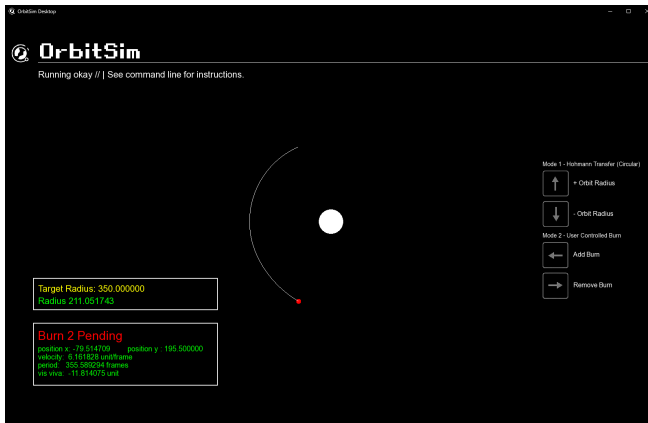 OrbitSim Desktop
OrbitSim
Running okay // | See command line for instructions.
Mode 1 - Hohmann Transfer (Circular)
+ Orbit Radius
- Orbit Radius
Mode 2 - User Controlled Burn
Add Burn
Remove Burn
Target Radius: 350.000000
Radius 211.051743
Burn 2 Pending
position x: -79.514709 position y : 195.500000
velocity: 6.161828 unit/frame
period: 355.589294 frames
vis viva: -11.814075 unit